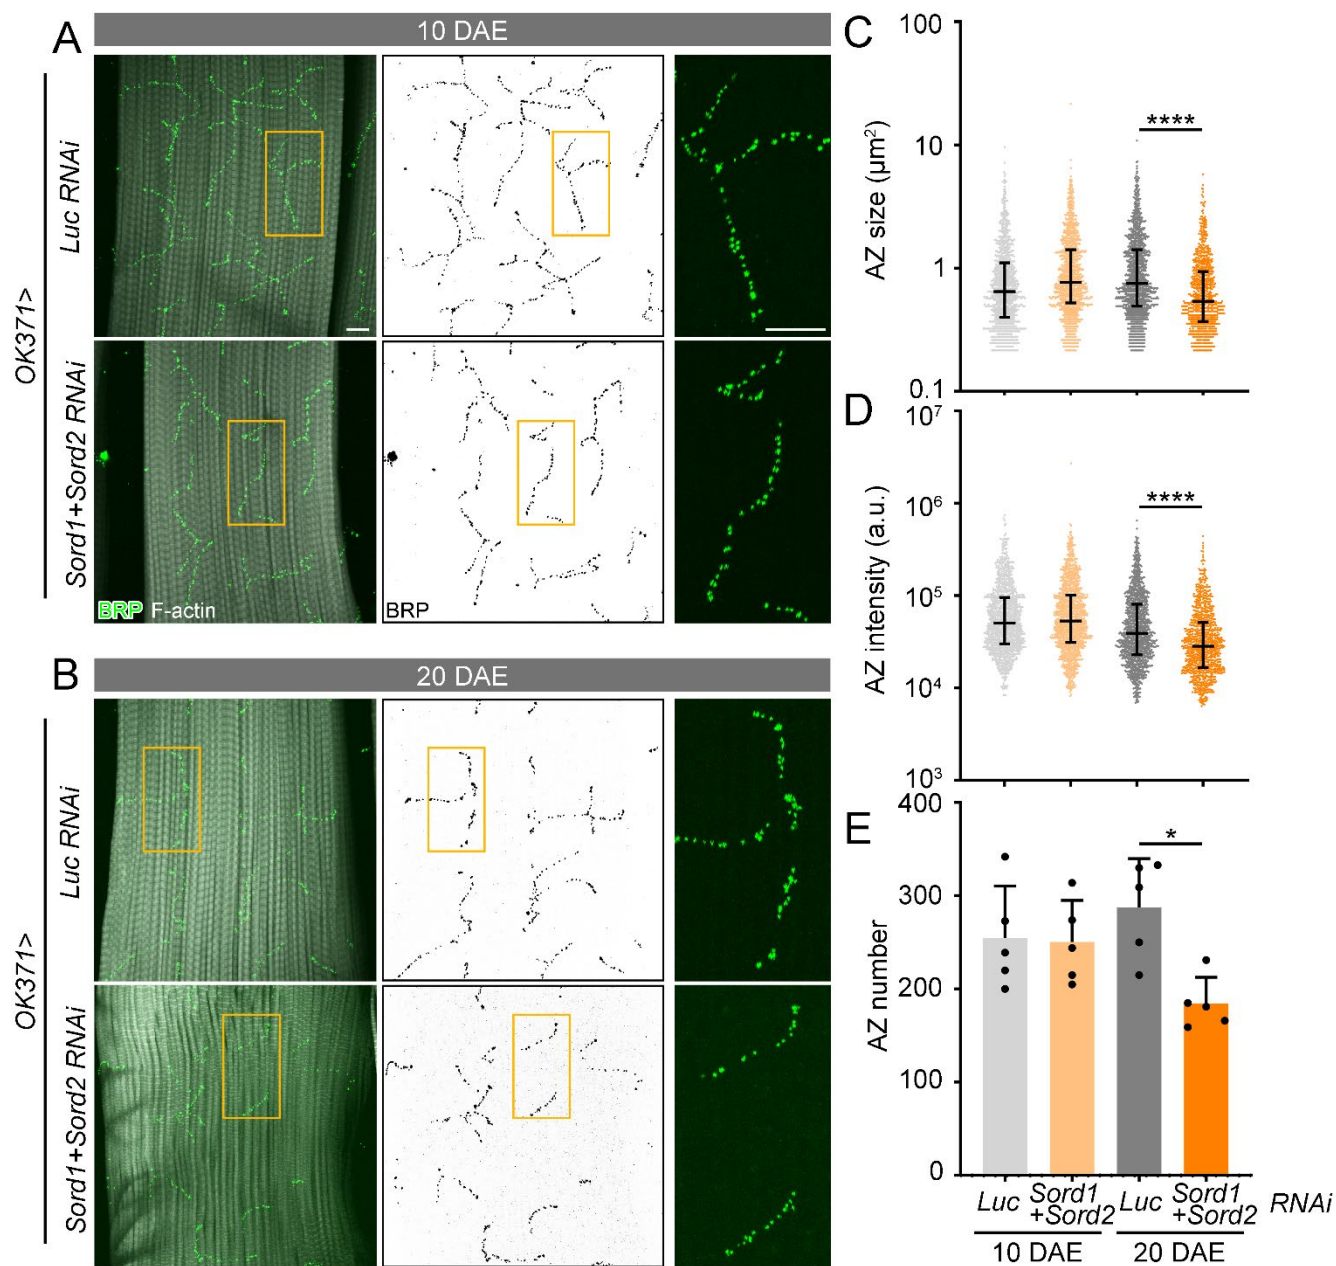 A
10 DAE
OK371>
Luc RNAi
Sord1+Sord2 RNAi
BRP F-actin
BRP
B
20 DAE
OK371>
Luc RNAi
Sord1+Sord2 RNAi
C
AZ size (µm²)
100
10
1
0.1
****
D
AZ intensity (a.u.)
10⁷
10⁶
10⁵
10⁴
10³
****
E
AZ number
400
300
200
100
0
*
Luc
Sord1
+Sord2
Luc
Sord1
+Sord2
RNAi
10 DAE
20 DAE